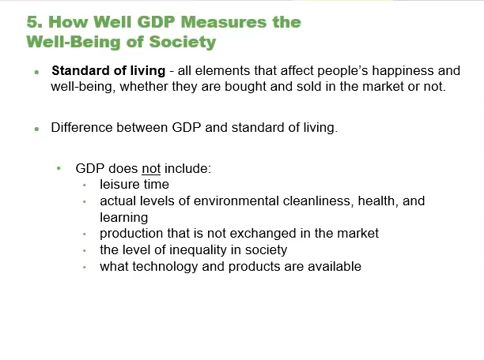 5. How Well GDP Measures the
Well-Being of Society
• Standard of living - all elements that affect people's happiness and
well-being, whether they are bought and sold in the market or not.
• Difference between GDP and standard of living.
• GDP does not include:
• leisure time
• actual levels of environmental cleanliness, health, and
learning
• production that is not exchanged in the market
• the level of inequality in society
• what technology and products are available